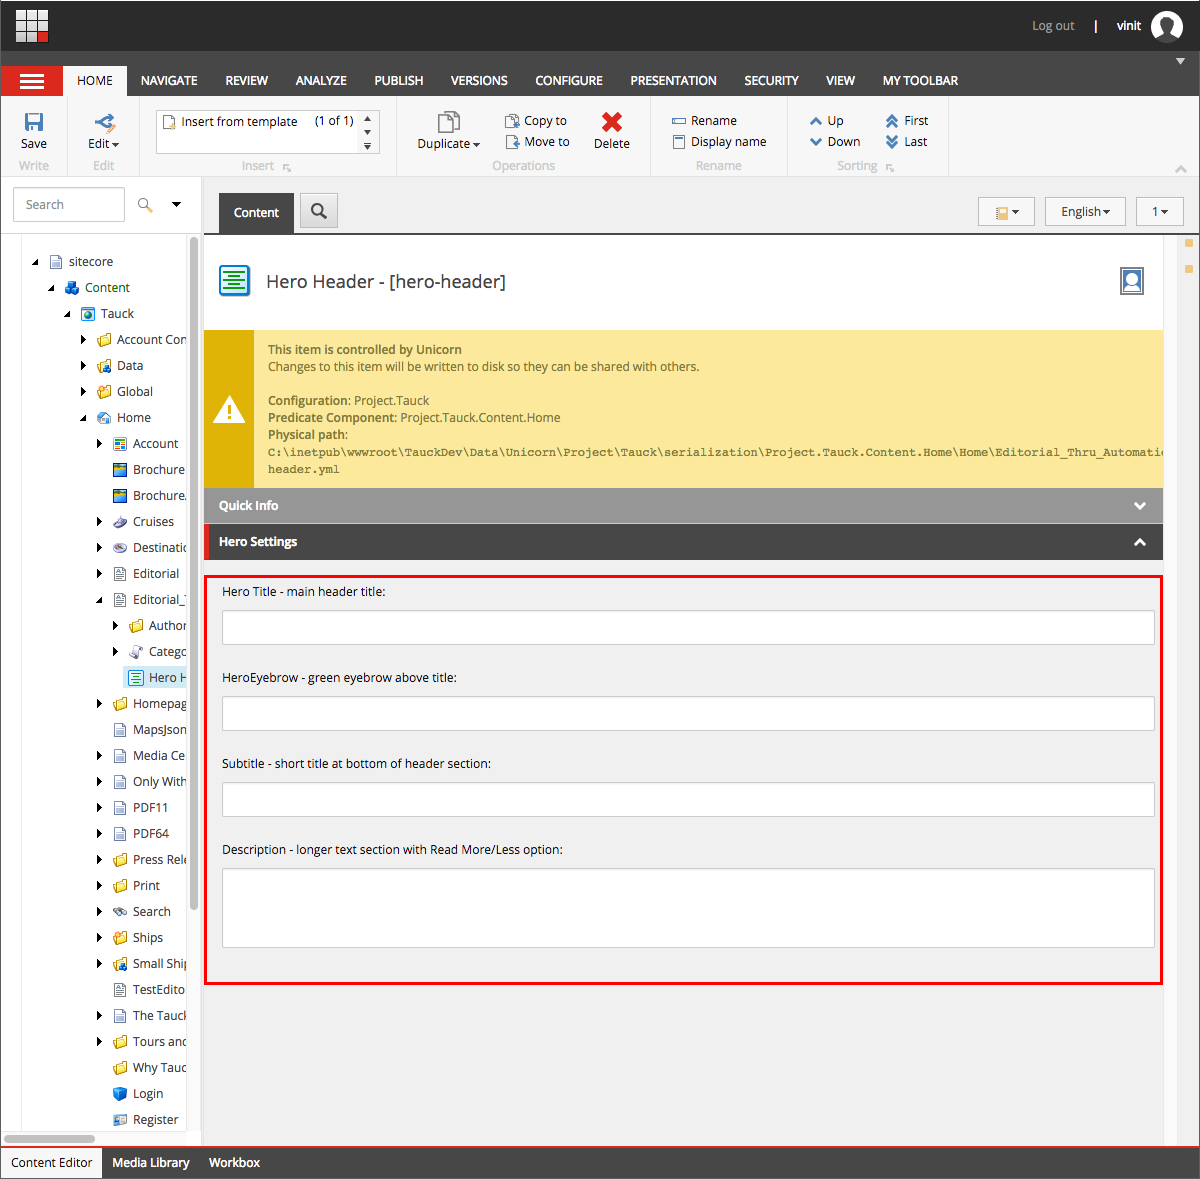 Log out | vinit
HOME NAVIGATE REVIEW ANALYZE PUBLISH VERSIONS CONFIGURE PRESENTATION SECURITY VIEW MY TOOLBAR
Save
Write
Edit
Edit
Insert from template (1 of 1)
Insert
Duplicate
Copy to
Move to
Delete
Operations
Rename
Display name
Rename
Up
Down
First
Last
Sorting
Search
sitecore
Content
Tauck
Account Con
Data
Global
Home
Account
Brochure
Brochure
Cruises
Destinatio
Editorial
Editorial_
Author
Catego
Hero H
Homepag
MapsJson
Media Ce
Only With
PDF11
PDF64
Press Rele
Print
Search
Ships
Small Ship
TestEdito
The Tauck
Tours and
Why Tauc
Login
Register
Content
English
1
Hero Header - [hero-header]
This item is controlled by Unicorn
Changes to this item will be written to disk so they can be shared with others.
Configuration: Project.Tauck
Predicate Component: Project.Tauck.Content.Home
Physical path:
C:\inetpub\wwwroot\TauckDev\Data\Unicorn\Project\Tauck\serialization\Project.Tauck.Content.Home\Home\Editorial_Thru_Automatic
header.yml
Quick Info
Hero Settings
Hero Title - main header title:
HeroEyebrow - green eyebrow above title:
Subtitle - short title at bottom of header section:
Description - longer text section with Read More/Less option:
Content Editor Media Library Workbox